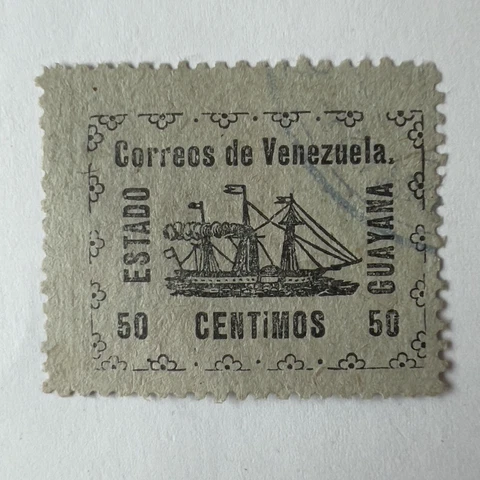 Correos de Venezuela.
ESTADO
GUAYANA
50 CENTiMOS 50